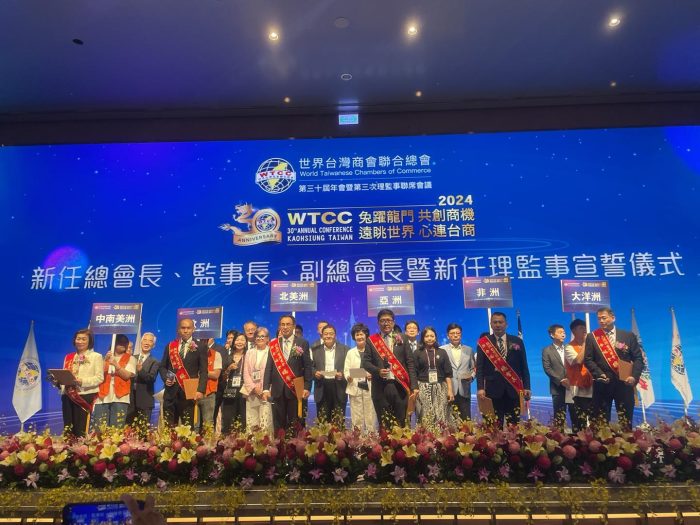 WTCC
世界台灣商會聯合總會
World Taiwanese Chambers of Commerce
第三十屆年會暨第三次理監事聯席會議
2024
WTCC
30TH ANNUAL CONFERENCE
KAOHSIUNG TAIWAN
ANNIVERSARY
兔躍龍門 共創商機
遠眺世界 心連台商
新任總會長、監事長、副總會長暨新任理監事宣誓儀式
中南美洲
洲
北美洲
亞洲
非洲
大洋洲